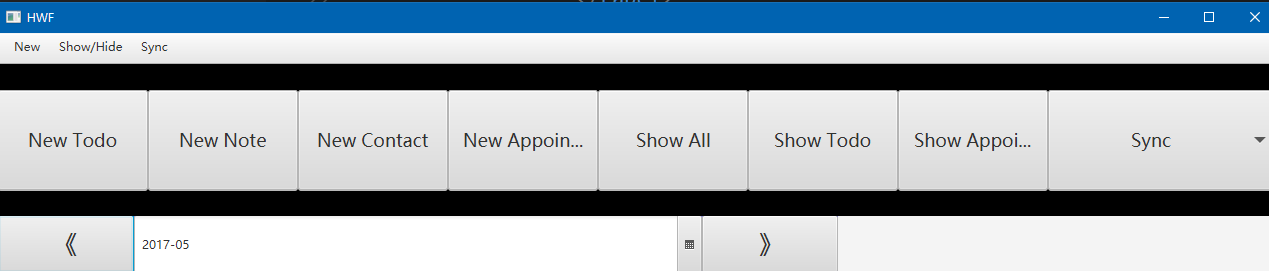 HWF
New Show/Hide Sync
New Todo New Note New Contact New Appoin... Show All Show Todo Show Appoi... Sync
《 2017-05 》